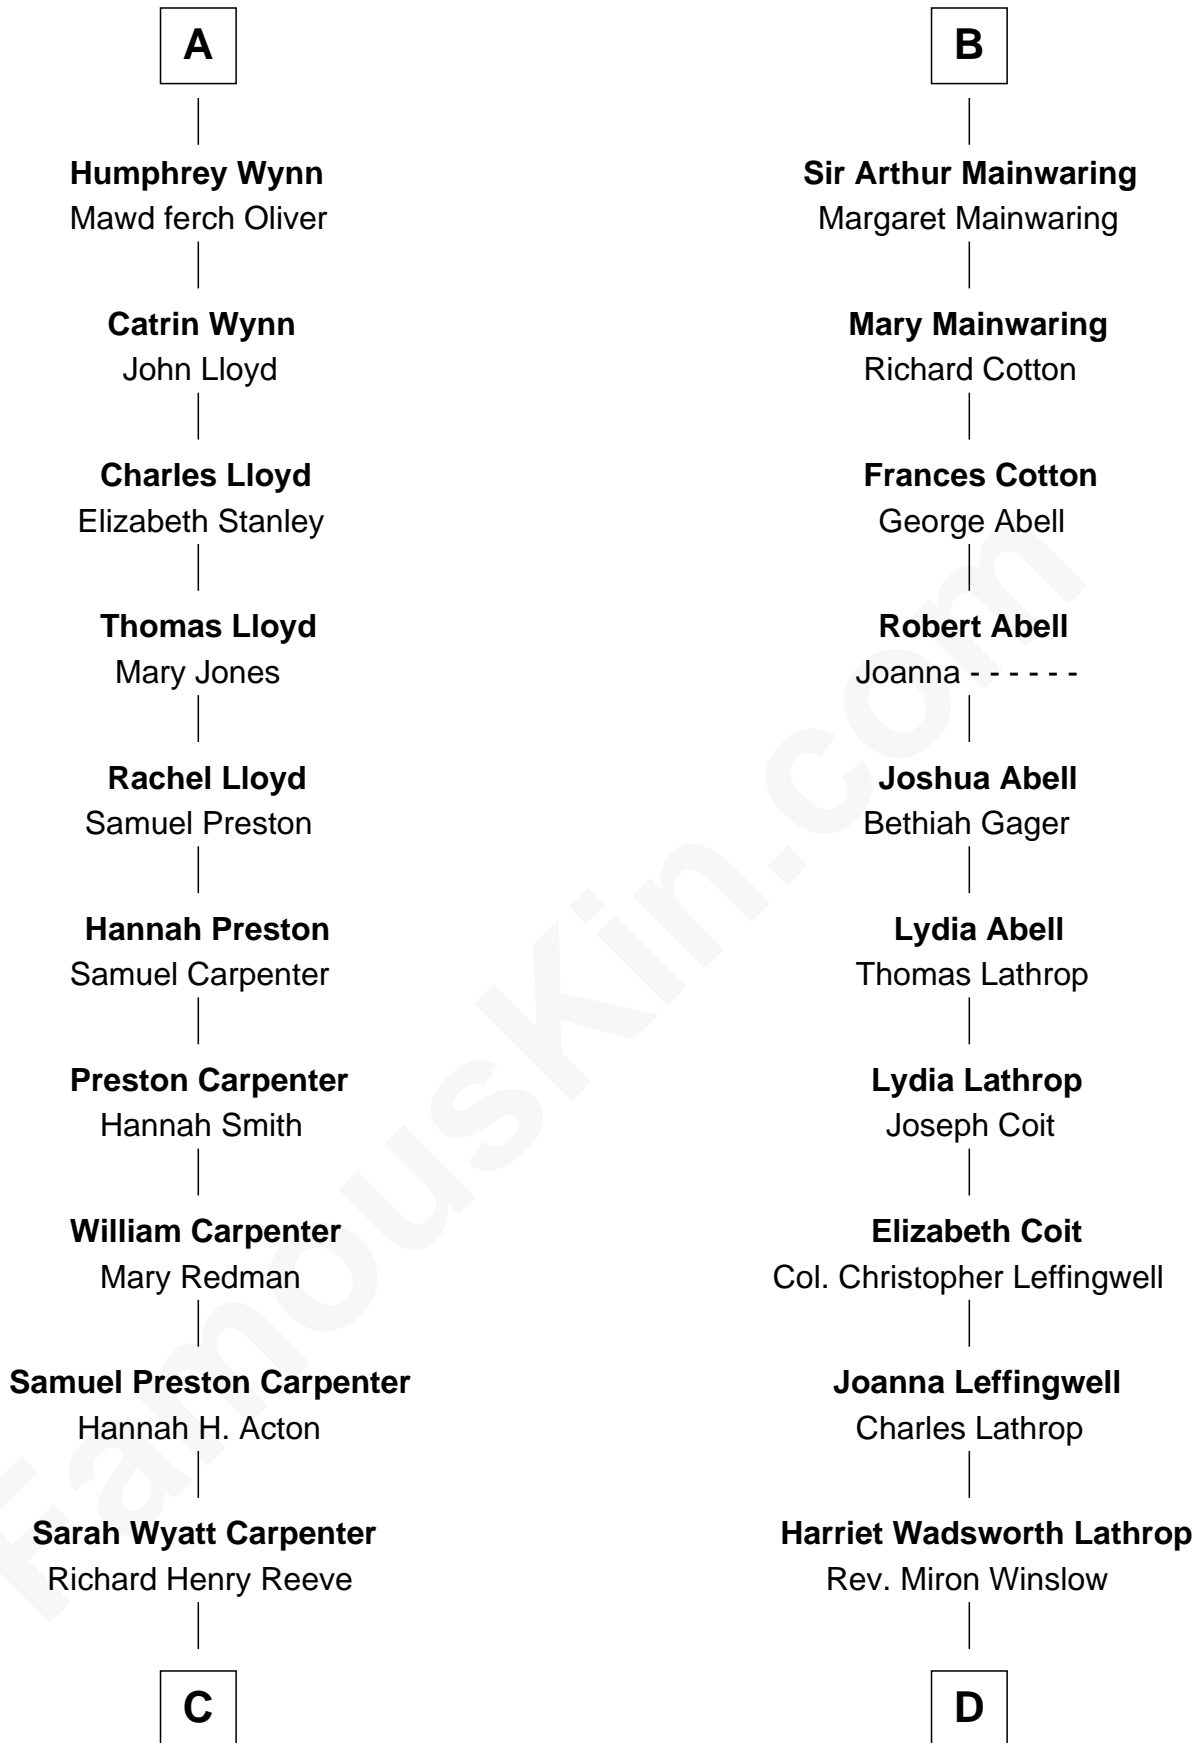 A
Humphrey Wynn
Mawd ferch Oliver
Catrin Wynn
John Lloyd
Charles Lloyd
Elizabeth Stanley
Thomas Lloyd
Mary Jones
Rachel Lloyd
Samuel Preston
Hannah Preston
Samuel Carpenter
Preston Carpenter
Hannah Smith
William Carpenter
Mary Redman
Samuel Preston Carpenter
Hannah H. Acton
Sarah Wyatt Carpenter
Richard Henry Reeve
C
B
Sir Arthur Mainwaring
Margaret Mainwaring
Mary Mainwaring
Richard Cotton
Frances Cotton
George Abell
Robert Abell
Joanna - - - - - -
Joshua Abell
Bethiah Gager
Lydia Abell
Thomas Lathrop
Lydia Lathrop
Joseph Coit
Elizabeth Coit
Col. Christopher Leffingwell
Joanna Leffingwell
Charles Lathrop
Harriet Wadsworth Lathrop
Rev. Miron Winslow
D
FamousKin.com